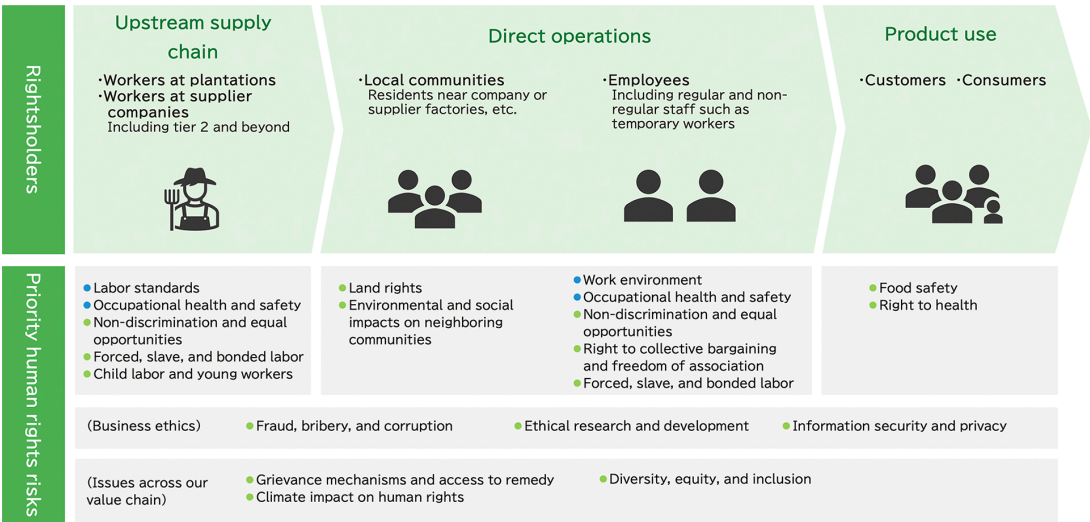 Rightsholders
Upstream supply
chain
・Workers at plantations
・Workers at supplier
companies
Including tier 2 and beyond
Direct operations
・Local communities
Residents near company or
supplier factories, etc.
・Employees
Including regular and non-
regular staff such as
temporary workers
Product use
・Customers ・Consumers
Priority human rights risks
●Labor standards
●Occupational health and safety
●Non-discrimination and equal
opportunities
●Forced, slave, and bonded labor
●Child labor and young workers
●Land rights
●Environmental and social
impacts on neighboring
communities
●Work environment
●Occupational health and safety
●Non-discrimination and equal
opportunities
●Right to collective bargaining
and freedom of association
●Forced, slave, and bonded labor
●Food safety
●Right to health
(Business ethics)
●Fraud, bribery, and corruption
●Ethical research and development
●Information security and privacy
(Issues across our
value chain)
●Grievance mechanisms and access to remedy
●Climate impact on human rights
●Diversity, equity, and inclusion